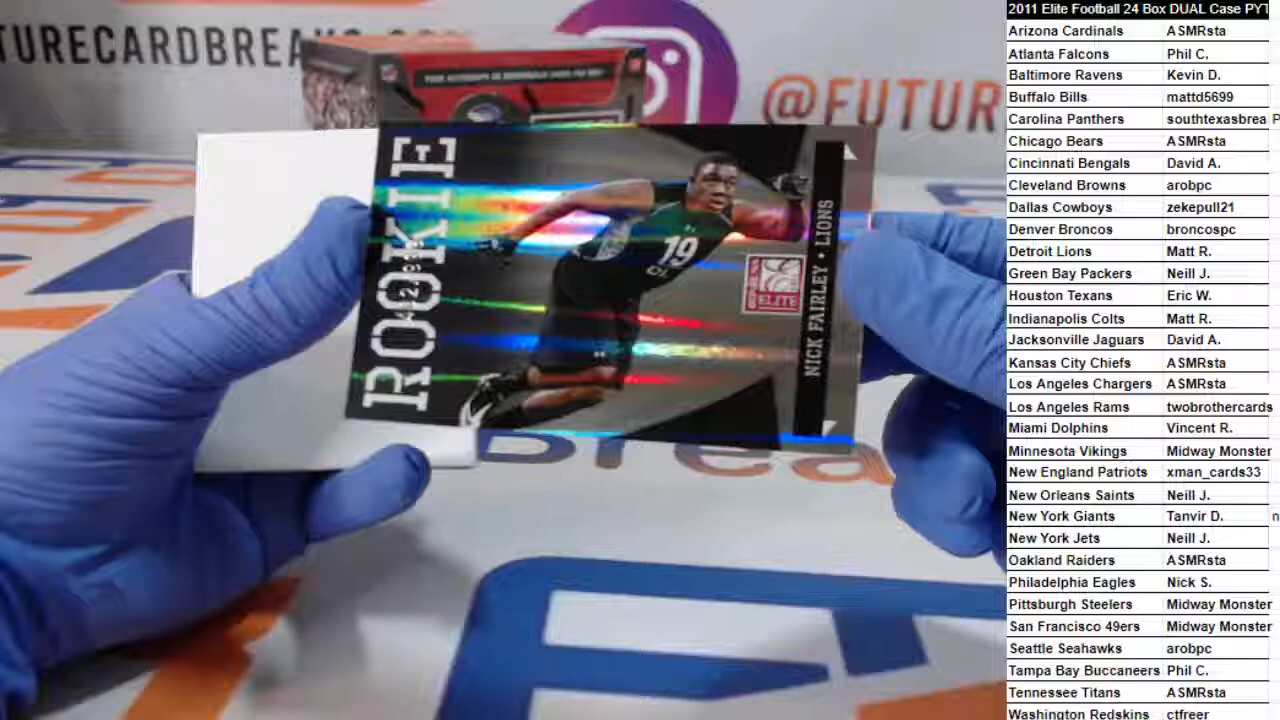 TURECARDBREAKS.COM
@FUTUR
ROOKIE
19
DL
ELITE
NICK FAIRLEY • LIONS
Brea
2011 Elite Football 24 Box DUAL Case PYT
Arizona Cardinals ASMRsta
Atlanta Falcons Phil C.
Baltimore Ravens Kevin D.
Buffalo Bills mattd5699
Carolina Panthers southtexasbrea P
Chicago Bears ASMRsta
Cincinnati Bengals David A.
Cleveland Browns arobpc
Dallas Cowboys zekepull21
Denver Broncos broncospc
Detroit Lions Matt R.
Green Bay Packers Neill J.
Houston Texans Eric W.
Indianapolis Colts Matt R.
Jacksonville Jaguars David A.
Kansas City Chiefs ASMRsta
Los Angeles Chargers ASMRsta
Los Angeles Rams twobrothercards
Miami Dolphins Vincent R.
Minnesota Vikings Midway Monster
New England Patriots xman_cards33
New Orleans Saints Neill J.
New York Giants Tanvir D. n
New York Jets Neill J.
Oakland Raiders ASMRsta
Philadelphia Eagles Nick S.
Pittsburgh Steelers Midway Monster
San Francisco 49ers Midway Monster
Seattle Seahawks arobpc
Tampa Bay Buccaneers Phil C.
Tennessee Titans ASMRsta
Washington Redskins ctfreer